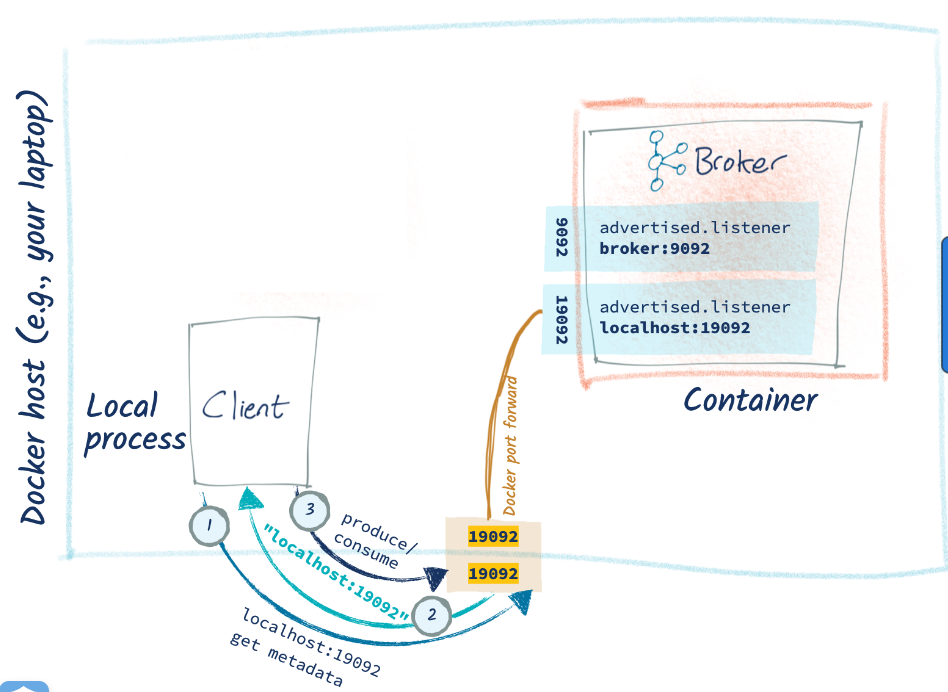 Docker host (e.g., your laptop)
Broker
9092
advertised.listener
broker:9092
19092
advertised.listener
localhost:19092
Container
Local
process
Client
Docker port forward
1
3
produce/
consume
19092
19092
"localhost:19092"
2
localhost:19092
get metadata